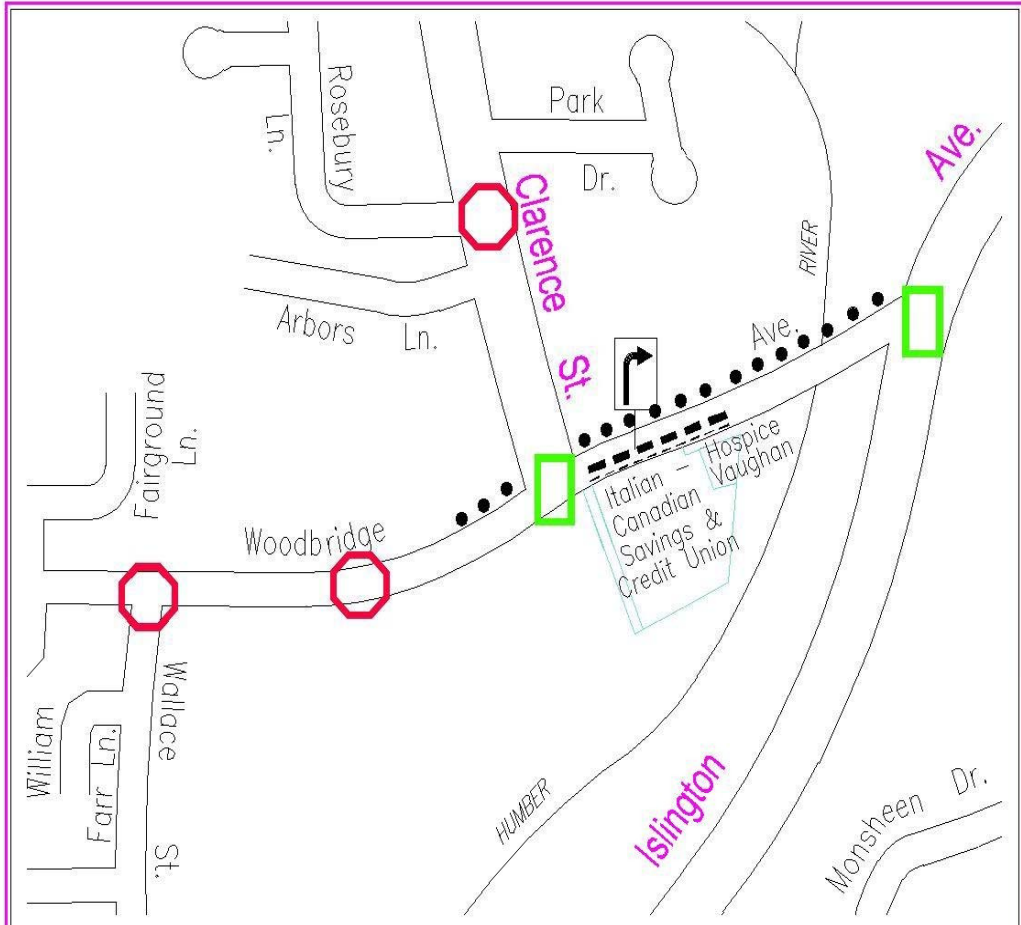 Rosebury
Ln.
Park
Dr.
Clarence
St.
Ave.
RIVER
Arbors Ln.
Ave.
Fairground
Ln.
Woodbridge
Italian –
Canadian
Savings &
Credit Union
Hospice
Vaughan
Wallace
St.
William
Farr Ln.
HUMBER
Islington
Monsheen Dr.